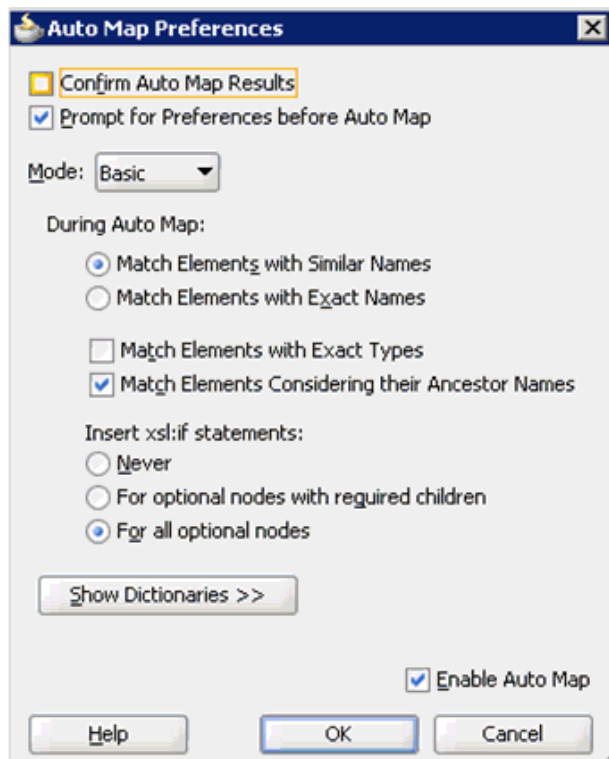 Auto Map Preferences
Confirm Auto Map Results
Prompt for Preferences before Auto Map
Mode: Basic
During Auto Map:
Match Elements with Similar Names
Match Elements with Exact Names
Match Elements with Exact Types
Match Elements Considering their Ancestor Names
Insert xsl:if statements:
Never
For optional nodes with required children
For all optional nodes
Show Dictionaries >>
Enable Auto Map
Help OK Cancel